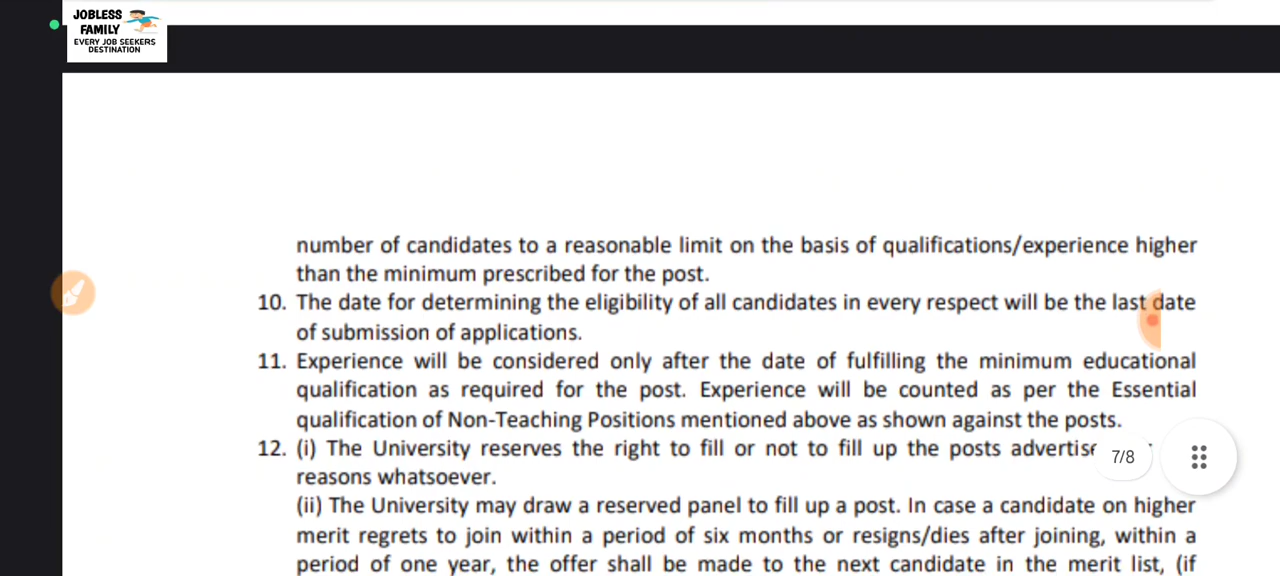 JOBLESS
FAMILY
EVERY JOB SEEKERS
DESTINATION
number of candidates to a reasonable limit on the basis of qualifications/experience higher
than the minimum prescribed for the post.
10. The date for determining the eligibility of all candidates in every respect will be the last date
of submission of applications.
11. Experience will be considered only after the date of fulfilling the minimum educational
qualification as required for the post. Experience will be counted as per the Essential
qualification of Non-Teaching Positions mentioned above as shown against the posts.
12. (i) The University reserves the right to fill or not to fill up the posts
reasons whatsoever.
7/8
(ii) The University may draw a reserved panel to fill up a post. In case a candidate on higher
merit regrets to join within a period of six months or resigns/dies after joining, within a
period of one year, the offer shall be made to the next candidate in the merit list, (if